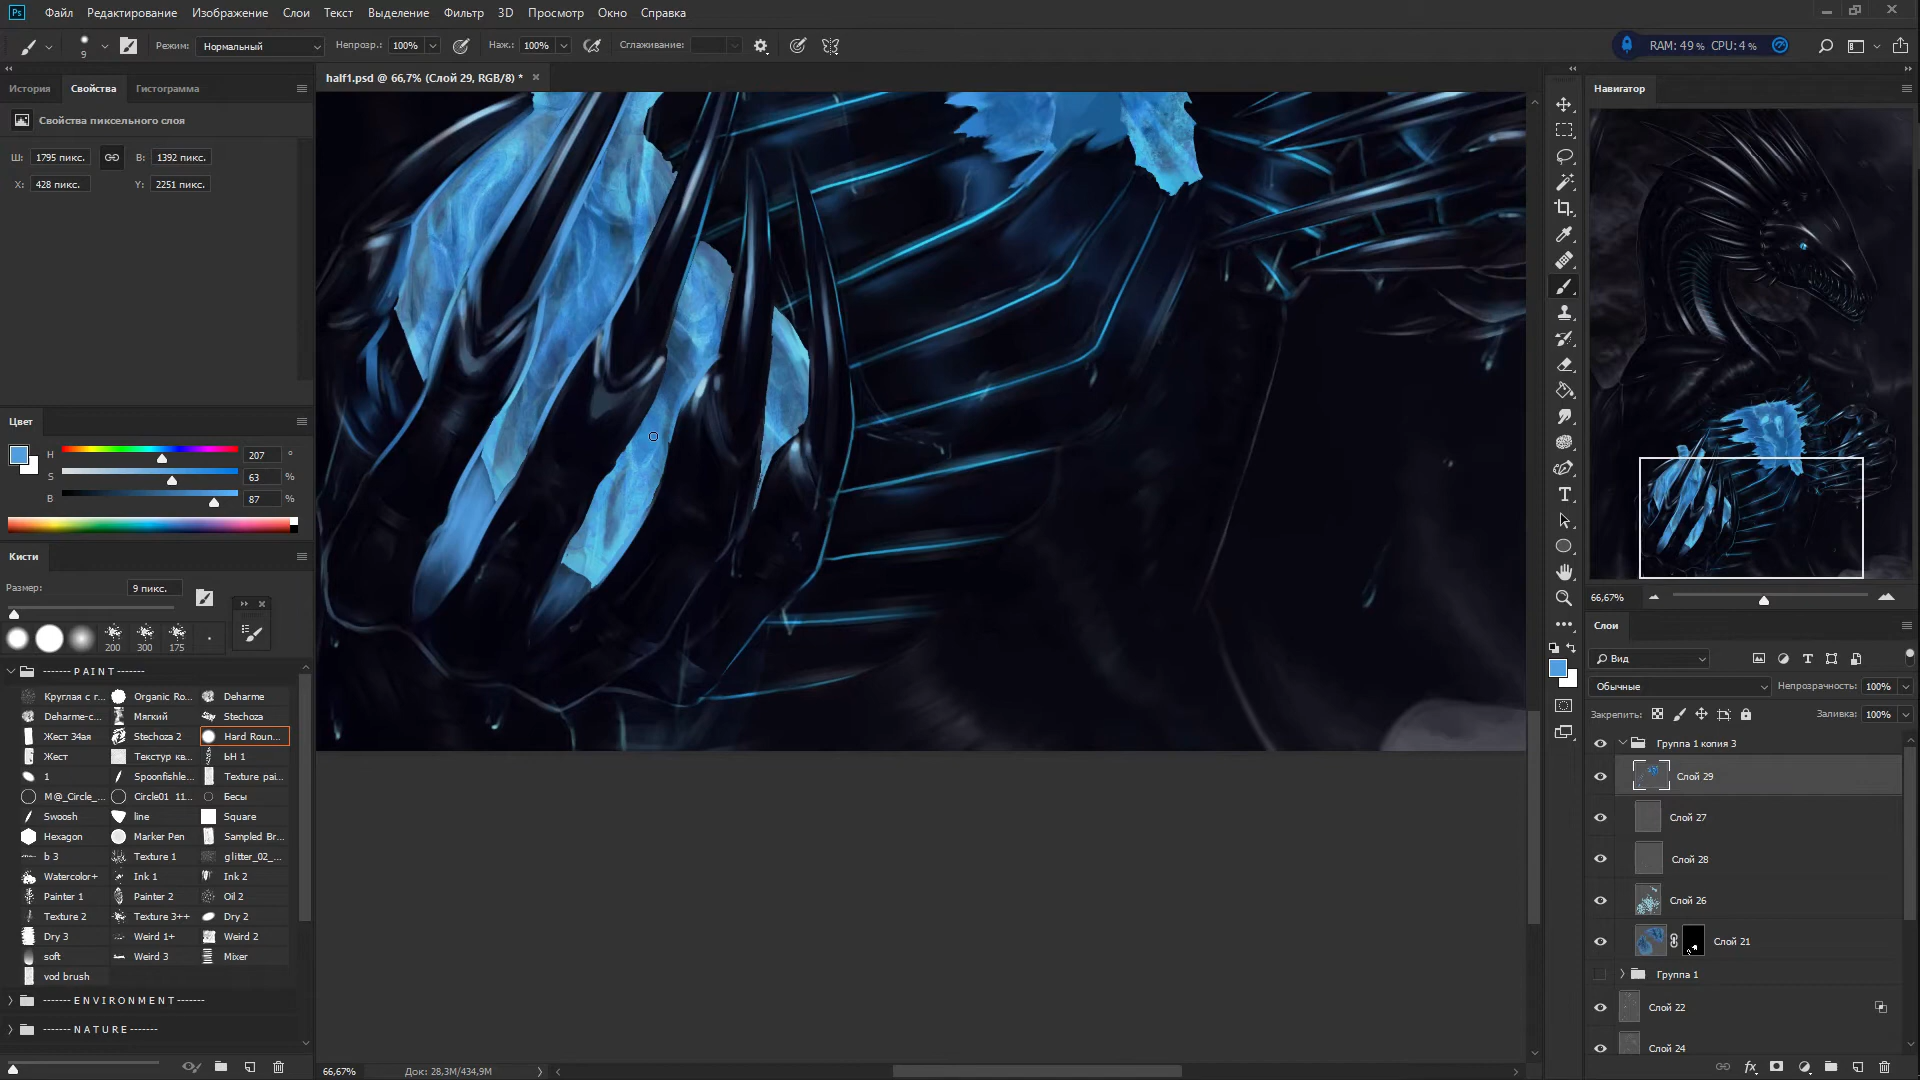 Ps Файл Редактирование Изображение Слои Текст Выделение Фильтр 3D Просмотр Окно Справка
9 Режим: Нормальный Непрозр.: 100% Наж.: 100% Сглаживание: RAM: 49 % CPU: 4 %
half1.psd @ 66,7% (Слой 29, RGB/8) *
История Свойства Гистограмма
Свойства пиксельного слоя
Ш: 1795 пикс. В: 1392 пикс.
X: 428 пикс. Y: 2251 пикс.
Цвет
H 207 °
S 63 %
B 87 %
Кисти
Размер: 9 пикс.
200 300 175
------- P A I N T -------
Круглая с г... Organic Ro... Deharme
Deharme-c... Мягкий Stechoza
Жест 34ая Stechoza 2 Hard Roun...
Жест Текстур кв... ЬН 1
1 Spoonfishle... Texture pai...
M@_Circle_... Circle01 11... Бесы
Swoosh line Square
Hexagon Marker Pen Sampled Br...
b 3 Texture 1 glitter_02_...
Watercolor+ Ink 1 Ink 2
Painter 1 Painter 2 Oil 2
Texture 2 Texture 3++ Dry 2
Dry 3 Weird 1+ Weird 2
soft Weird 3 Mixer
vod brush
------- E N V I R O N M E N T -------
------- N A T U R E -------
66,67% Док: 28,3M/434,9M
Навигатор
66,67%
Слои
Вид
Обычные Непрозрачность: 100%
Закрепить: Заливка: 100%
Группа 1 копия 3
Слой 29
Слой 27
Слой 28
Слой 26
Слой 21
Группа 1
Слой 22
Слой 24
fx